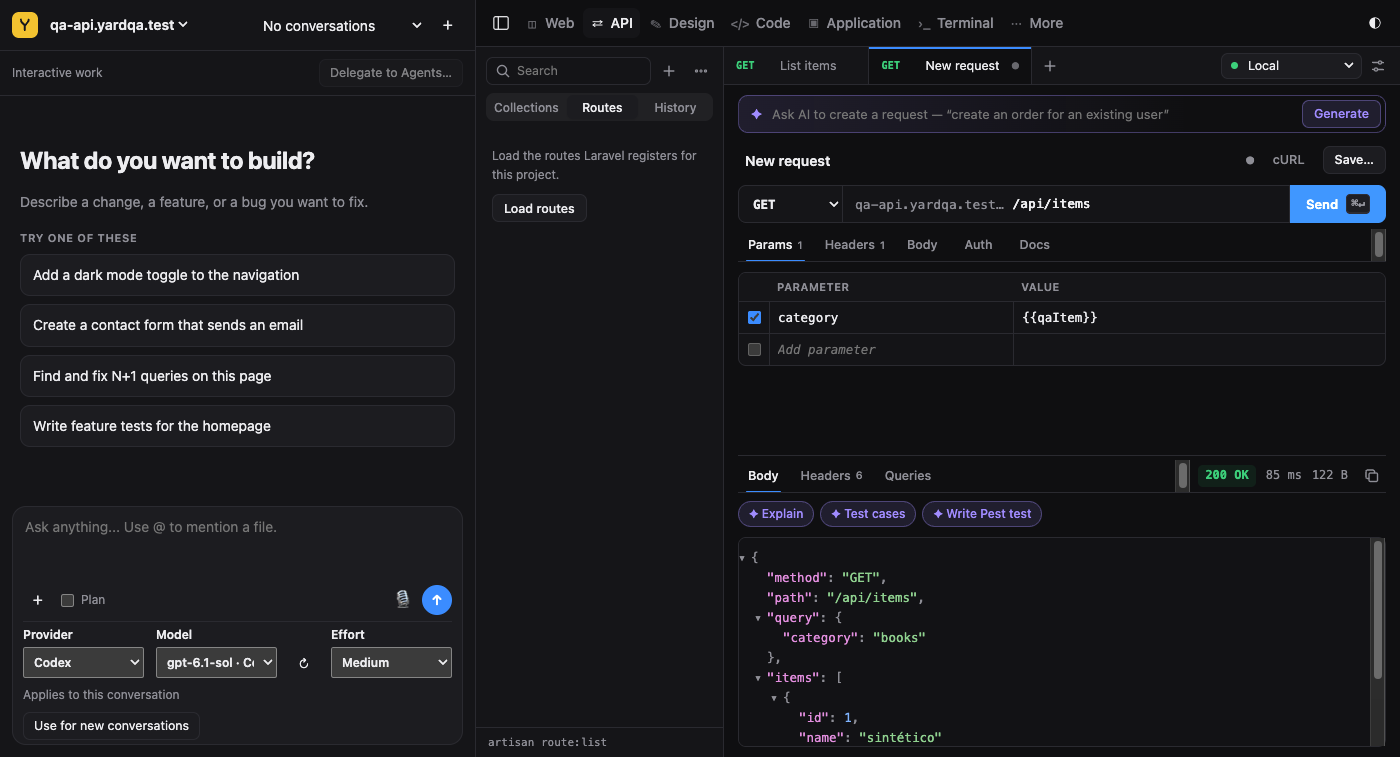 Y qa-api.yardqa.test No conversations +
Interactive work Delegate to Agents...
What do you want to build?
Describe a change, a feature, or a bug you want to fix.
TRY ONE OF THESE
Add a dark mode toggle to the navigation
Create a contact form that sends an email
Find and fix N+1 queries on this page
Write feature tests for the homepage
Ask anything... Use @ to mention a file.
+ Plan
Provider Model Effort
Codex gpt-6.1-sol · Co Medium
Applies to this conversation
Use for new conversations
Web API Design </> Code Application >_ Terminal ... More
Search + ...
Collections Routes History
Load the routes Laravel registers for
this project.
Load routes
artisan route:list
GET List items GET New request + Local
Ask AI to create a request — “create an order for an existing user” Generate
New request cURL Save...
GET qa-api.yardqa.test… /api/items Send ⌘↵
Params 1 Headers 1 Body Auth Docs
PARAMETER VALUE
category {{qaItem}}
Add parameter
Body Headers 6 Queries 200 OK 85 ms 122 B
Explain Test cases Write Pest test
{
"method": "GET",
"path": "/api/items",
"query": {
"category": "books"
},
"items": [
{
"id": 1,
"name": "sintético"